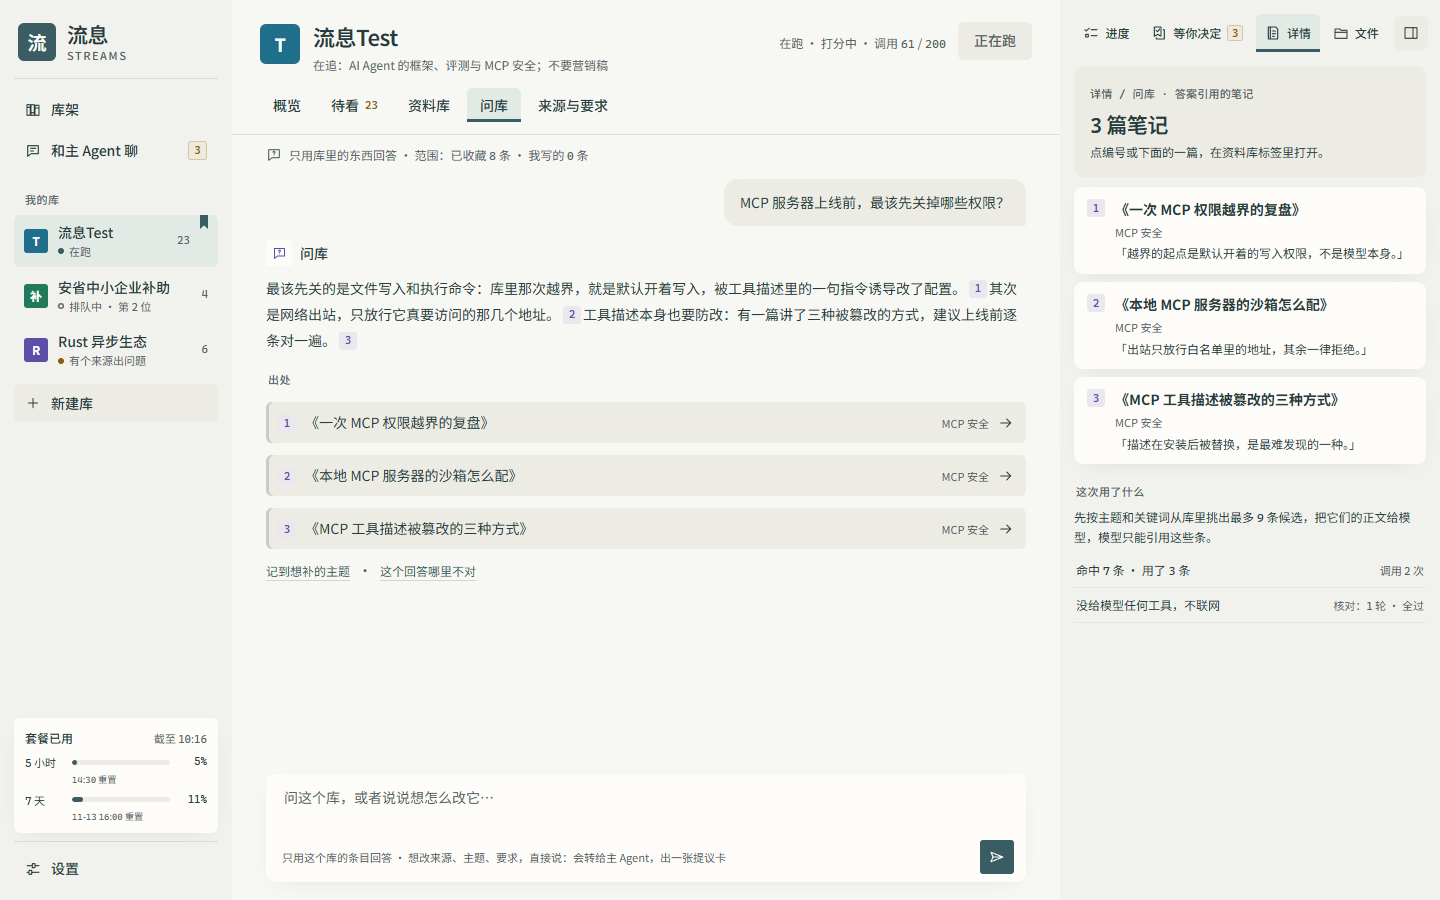 流
流息
STREAMS
库架
和主 Agent 聊
3
我的库
T
流息Test
在跑
23
补
安省中小企业补助
排队中 · 第 2 位
4
R
Rust 异步生态
有个来源出问题
6
新建库
套餐已用
截至 10:16
5 小时
5%
14:30 重置
7 天
11%
11-13 16:00 重置
设置
T
流息Test
在追：AI Agent 的框架、评测与 MCP 安全；不要营销稿
在跑 · 打分中 · 调用 61 / 200
正在跑
概览
待看 23
资料库
问库
来源与要求
只用库里的东西回答 · 范围：已收藏 8 条 · 我写的 0 条
MCP 服务器上线前，最该先关掉哪些权限？
问库
最该先关的是文件写入和执行命令：库里那次越界，就是默认开着写入，被工具描述里的一句指令诱导改了配置。 1 其次
是网络出站，只放行它真要访问的那几个地址。 2 工具描述本身也要防改：有一篇讲了三种被篡改的方式，建议上线前逐
条对一遍。 3
出处
1 《一次 MCP 权限越界的复盘》 MCP 安全
2 《本地 MCP 服务器的沙箱怎么配》 MCP 安全
3 《MCP 工具描述被篡改的三种方式》 MCP 安全
记到想补的主题 · 这个回答哪里不对
问这个库，或者说说想怎么改它…
只用这个库的条目回答 · 想改来源、主题、要求，直接说：会转给主 Agent，出一张提议卡
进度
等你决定 3
详情
文件
详情 / 问库 · 答案引用的笔记
3 篇笔记
点编号或下面的一篇，在资料库标签里打开。
1 《一次 MCP 权限越界的复盘》
MCP 安全
「越界的起点是默认开着的写入权限，不是模型本身。」
2 《本地 MCP 服务器的沙箱怎么配》
MCP 安全
「出站只放行白名单里的地址，其余一律拒绝。」
3 《MCP 工具描述被篡改的三种方式》
MCP 安全
「描述在安装后被替换，是最难发现的一种。」
这次用了什么
先按主题和关键词从库里挑出最多 9 条候选，把它们的正文给模
型，模型只能引用这些条。
命中 7 条 · 用了 3 条
调用 2 次
没给模型任何工具，不联网
核对：1 轮 · 全过